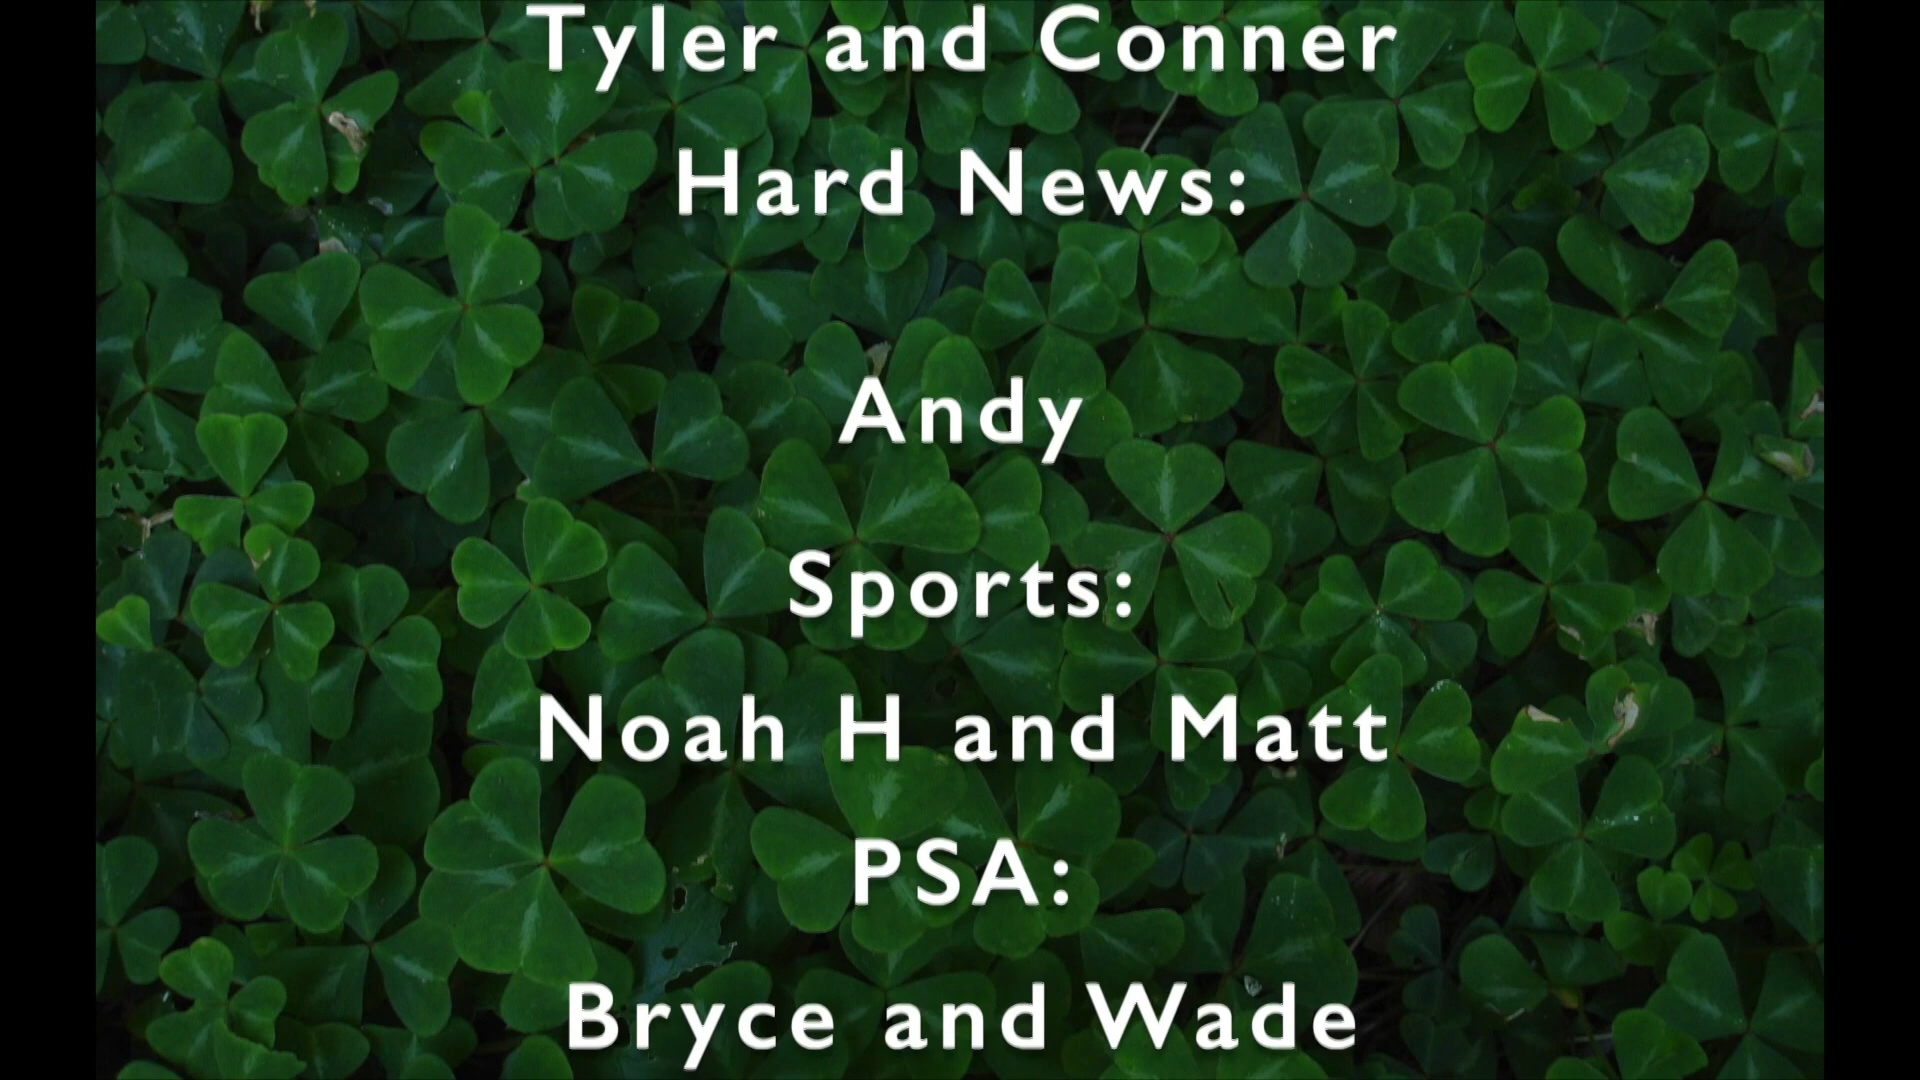 Tyler and Conner
Hard News:
Andy
Sports:
Noah H and Matt
PSA:
Bryce and Wade